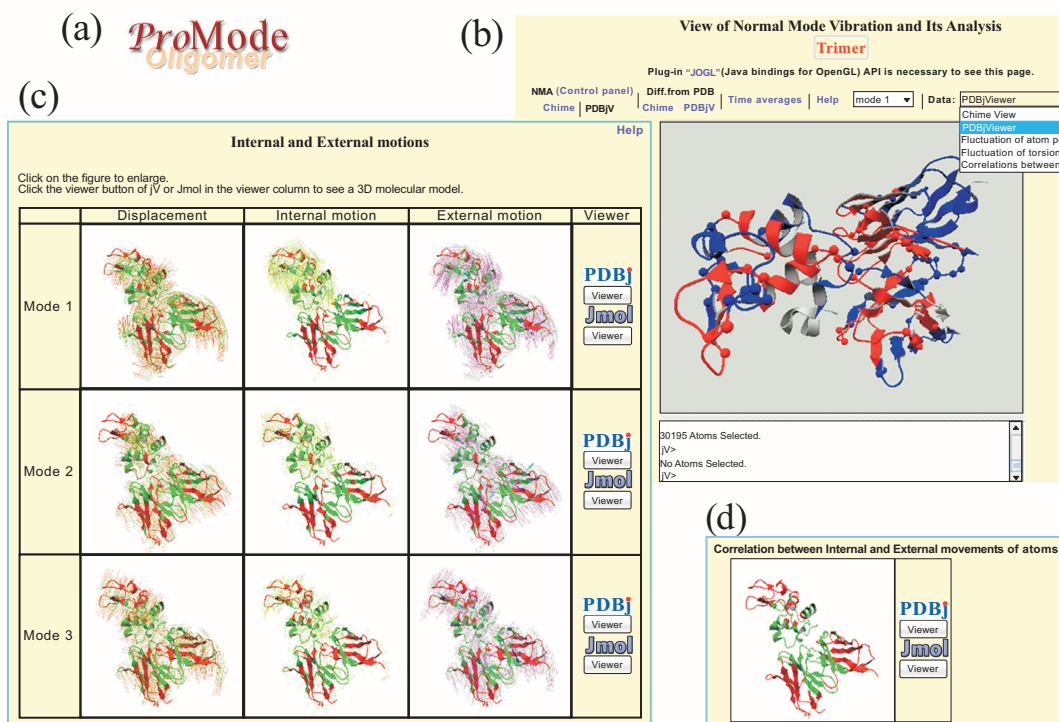 (a)
ProMode
Oligomer
(b)
View of Normal Mode Vibration and Its Analysis
Trimer
Plug-in "JOGL"(Java bindings for OpenGL) API is necessary to see this page.
NMA (Control panel)
Chime | PDBjV
Diff.from PDB
Chime PDBjV
Time averages
Help
mode 1
Data:
PDBjViewer
Chime View
PDBjViewer
Fluctuation of atom
Fluctuation of torsion
Correlations between
30195 Atoms Selected.
jV>
No Atoms Selected.
jV>
(c)
Help
Internal and External motions
Click on the figure to enlarge.
Click the viewer button of jV or Jmol in the viewer column to see a 3D molecular model.
Displacement Internal motion External motion Viewer
Mode 1
PDBj
Viewer
Jmol
Viewer
Mode 2
PDBj
Viewer
Jmol
Viewer
Mode 3
PDBj
Viewer
Jmol
Viewer
(d)
Correlation between Internal and External movements of atoms
PDBj
Viewer
Jmol
Viewer